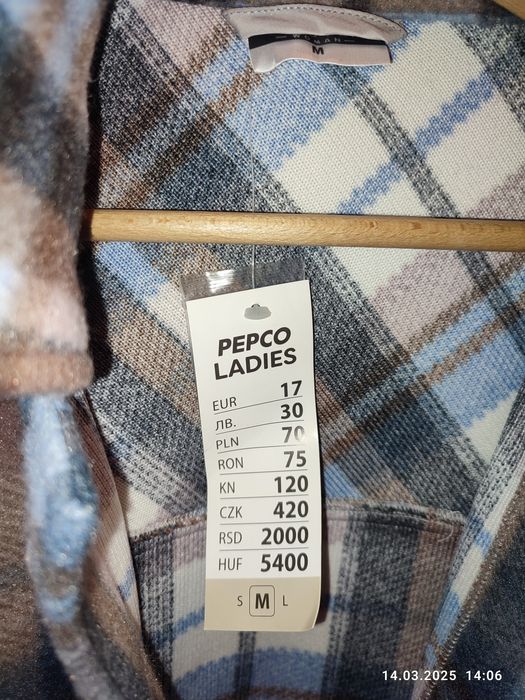 — WOMAN —
M
PEPCO
LADIES
EUR 17
ЛВ. 30
PLN 70
RON 75
KN 120
CZK 420
RSD 2000
HUF 5400
S M L
14.03.2025 14:06